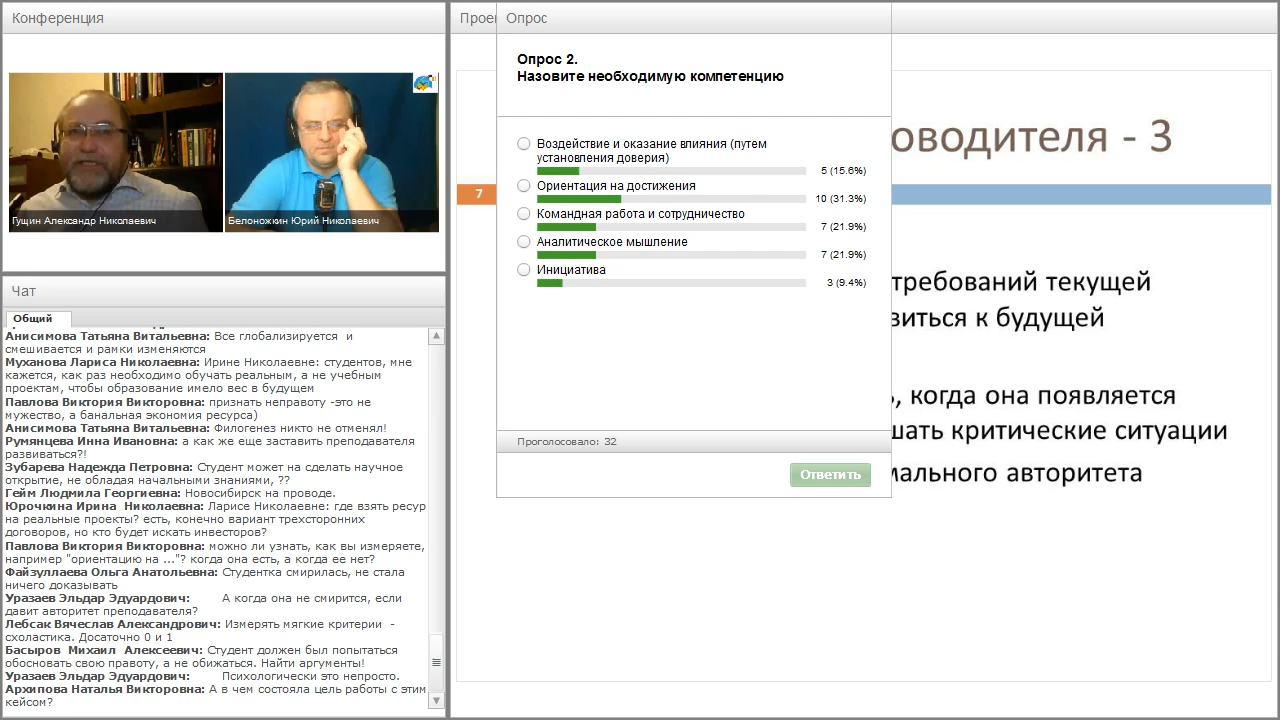 Конференция
Гущин Александр Николаевич
Белоножкин Юрий Николаевич
Чат
Общий
Анисимова Татьяна Витальевна: Все глобализируется и
смешивается и рамки изменяются
Муханова Лариса Николаевна: Ирине Николаевне: студентов, мне
кажется, как раз необходимо обучать реальным, а не учебным
проектам, чтобы образование имело вес в будущем
Павлова Виктория Викторовна: признать неправоту -это не
мужество, а банальная экономия ресурса)
Анисимова Татьяна Витальевна: Филогенез никто не отменял!
Румянцева Инна Ивановна: а как же еще заставить преподавателя
развиваться?!
Зубарева Надежда Петровна: Студент может на сделать научное
открытие, не обладая начальными знаниями, ??
Гейм Людмила Георгиевна: Новосибирск на проводе.
Юрочкина Ирина Николаевна: Ларисе Николаевне: где взять ресур
на реальные проекты? есть, конечно вариант трехсторонних
договоров, но кто будет искать инвесторов?
Павлова Виктория Викторовна: можно ли узнать, как вы измеряете,
например "ориентацию на ..."? когда она есть, а когда ее нет?
Файзуллаева Ольга Анатольевна: Студентка смирилась, не стала
ничего доказывать
Уразаев Эльдар Эдуардович: А когда она не смирится, если
давит авторитет преподавателя?
Лебсак Вячеслав Александрович: Измерять мягкие критерии -
схоластика. Досаточно 0 и 1
Басыров Михаил Алексеевич: Студент должен был попытаться
обосновать свою правоту, а не обижаться. Найти аргументы!
Уразаев Эльдар Эдуардович: Психологически это непросто.
Архипова Наталья Викторовна: А в чем состояла цель работы с этим
кейсом?
Прое
Опрос
Опрос 2.
Назовите необходимую компетенцию
Воздействие и оказание влияния (путем
установления доверия)
5 (15.6%)
Ориентация на достижения
10 (31.3%)
Командная работа и сотрудничество
7 (21.9%)
Аналитическое мышление
7 (21.9%)
Инициатива
3 (9.4%)
Проголосовало: 32
Ответить
оводителя - 3
7
требований текущей
виться к будущей
ь, когда она появляется
шать критические ситуации
мального авторитета